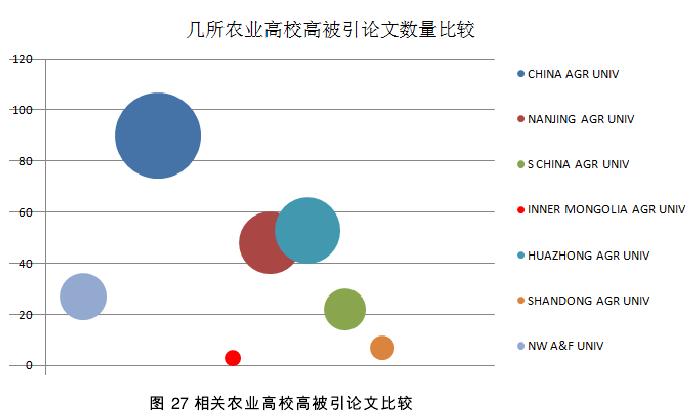 几所农业高校高被引论文数量比较
120
100
80
60
40
20
0
CHINA AGR UNIV
NANJING AGR UNIV
S CHINA AGR UNIV
INNER MONGOLIA AGR UNIV
HUAZHONG AGR UNIV
SHANDONG AGR UNIV
NW A&F UNIV
图 27 相关农业高校高被引论文比较